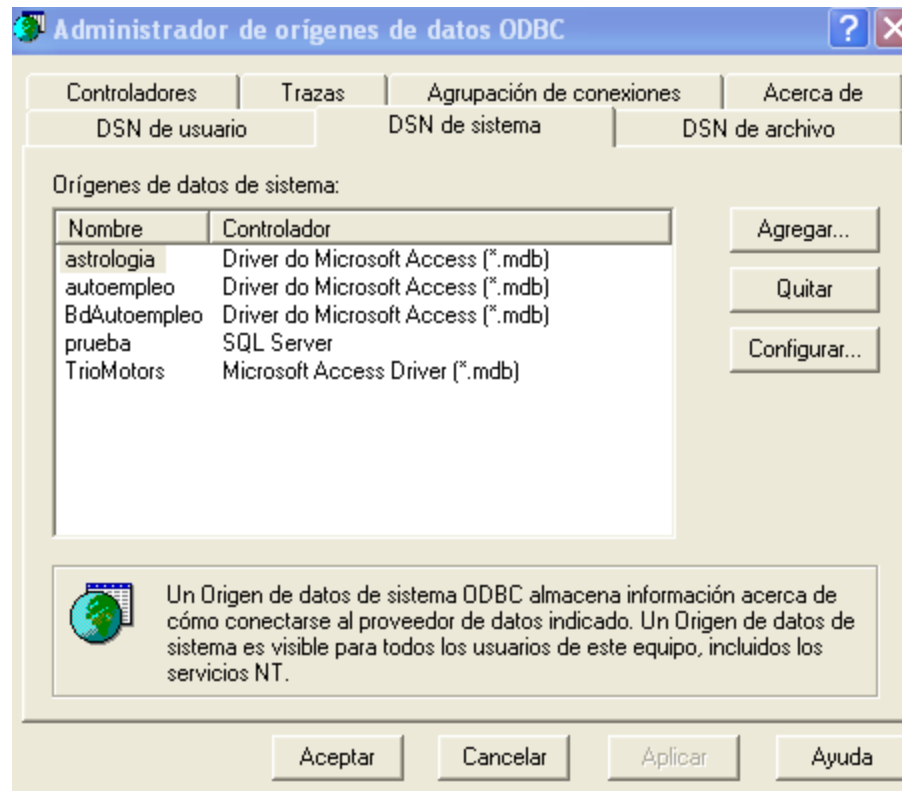 Administrador de orígenes de datos ODBC
Controladores Trazas Agrupación de conexiones Acerca de
DSN de usuario DSN de sistema DSN de archivo
Orígenes de datos de sistema:
Nombre Controlador
astrologia Driver do Microsoft Access (*.mdb)
autoempleo Driver do Microsoft Access (*.mdb)
BdAutoempleo Driver do Microsoft Access (*.mdb)
prueba SQL Server
TrioMotors Microsoft Access Driver (*.mdb)
Agregar...
Quitar
Configurar...
Un Origen de datos de sistema ODBC almacena información acerca de
cómo conectarse al proveedor de datos indicado. Un Origen de datos de
sistema es visible para todos los usuarios de este equipo, incluidos los
servicios NT.
Aceptar Cancelar Aplicar Ayuda